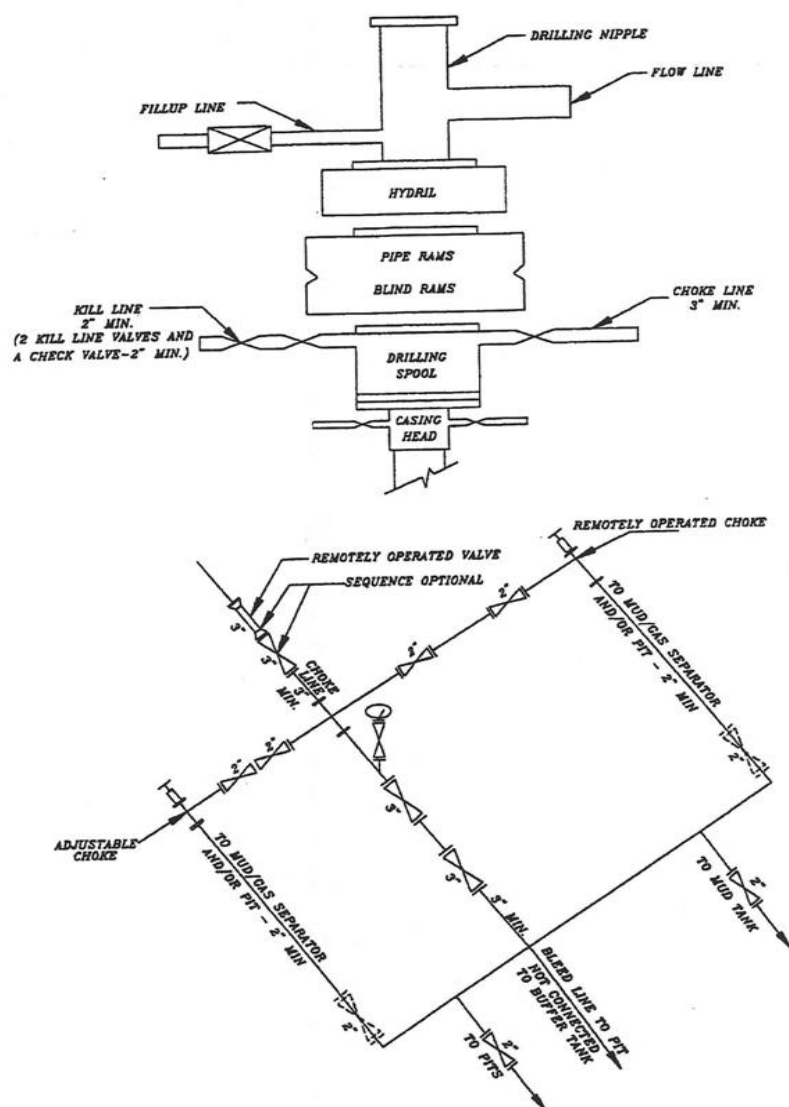 DRILLING NIPPLE
FLOW LINE
FILLUP LINE
HYDRIL
PIPE RAMS
BLIND RAMS
CHOKE LINE
3" MIN.
KILL LINE
2" MIN.
(2 KILL LINE VALVES AND
A CHECK VALVE-2" MIN.)
DRILLING
SPOOL
CASING
HEAD
REMOTELY OPERATED CHOKE
REMOTELY OPERATED VALVE
SEQUENCE OPTIONAL
3"
3"
CHOKE
LINE
3"
MIN.
2"
2"
TO MUD/GAS SEPARATOR
AND/OR PIT - 2" MIN
2"
2"
2"
ADJUSTABLE
CHOKE
TO MUD/GAS SEPARATOR
AND/OR PIT - 2" MIN
2"
3"
3"
3" MIN.
BLEED LINE TO PIT
NOT CONNECTED
TO BUFFER TANK
2"
TO MUD TANK
2"
TO PITS